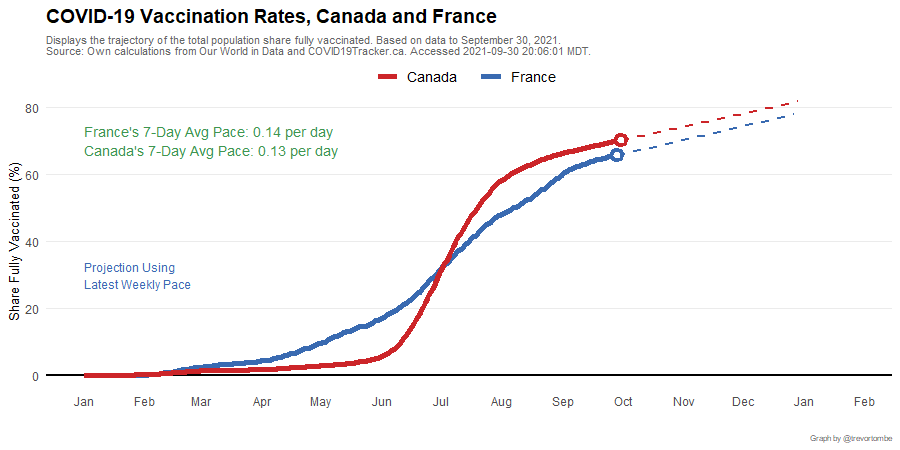 COVID-19 Vaccination Rates, Canada and France
Displays the trajectory of the total population share fully vaccinated. Based on data to September 30, 2021.
Source: Own calculations from Our World in Data and COVID19Tracker.ca. Accessed 2021-09-30 20:06:01 MDT.
Canada France
80
France's 7-Day Avg Pace: 0.14 per day
Canada's 7-Day Avg Pace: 0.13 per day
60
Share Fully Vaccinated (%)
40
Projection Using
Latest Weekly Pace
20
0
Jan Feb Mar Apr May Jun Jul Aug Sep Oct Nov Dec Jan Feb
Graph by @trevortombe